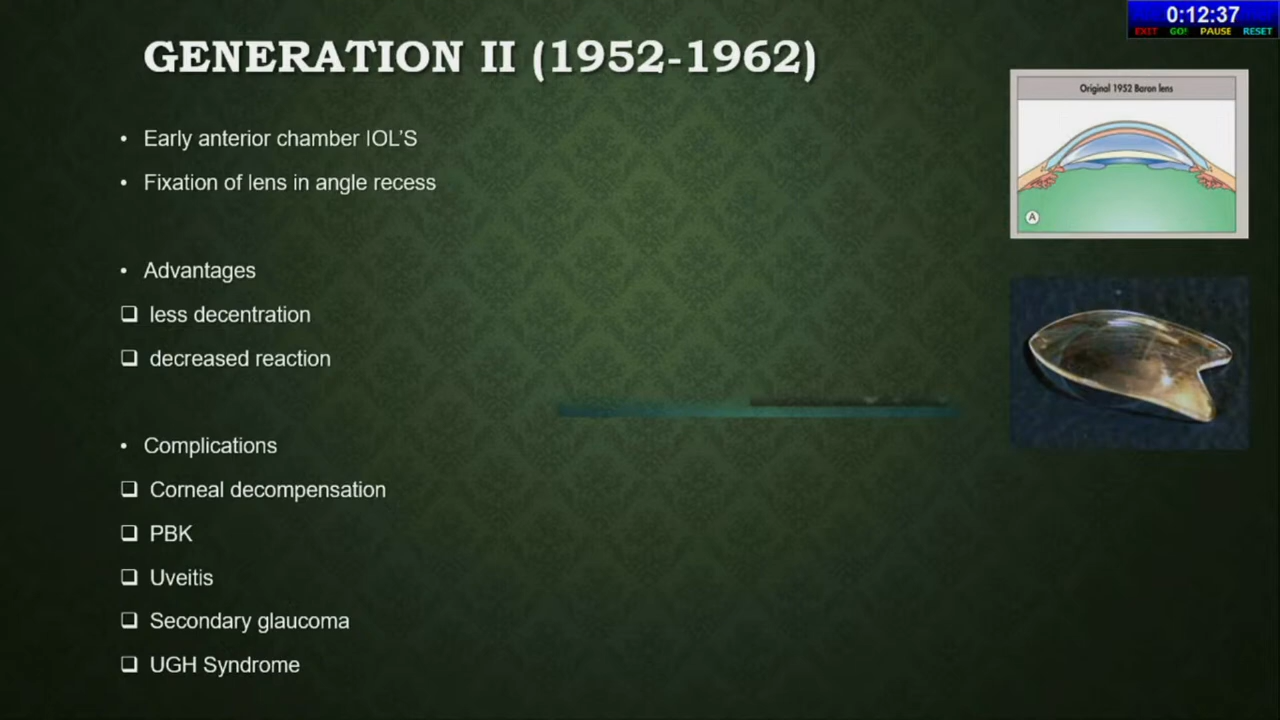 0:12:37
EXIT GO! PAUSE RESET
GENERATION II (1952-1962)
• Early anterior chamber IOL'S
• Fixation of lens in angle recess
• Advantages
❑ less decentration
❑ decreased reaction
• Complications
❑ Corneal decompensation
❑ PBK
❑ Uveitis
❑ Secondary glaucoma
❑ UGH Syndrome
Original 1952 Baron lens
A